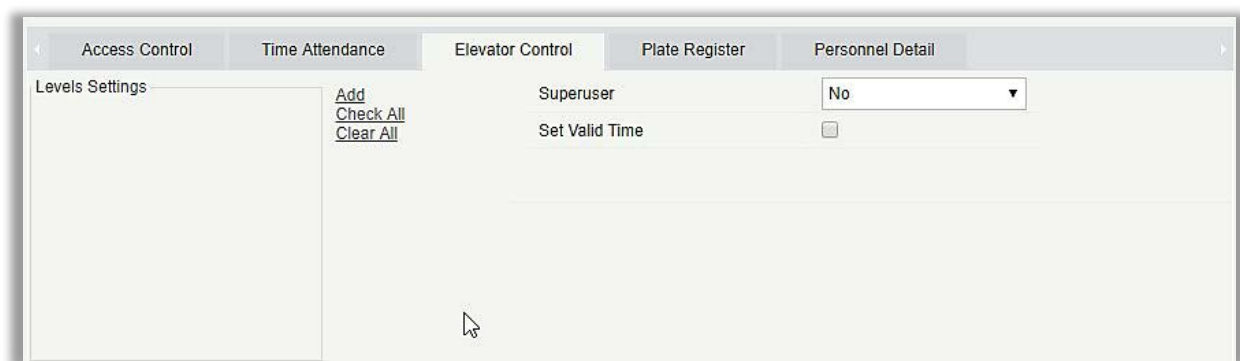 Access Control Time Attendance Elevator Control Plate Register Personnel Detail
Levels Settings
Add
Check All
Clear All
Superuser No
Set Valid Time